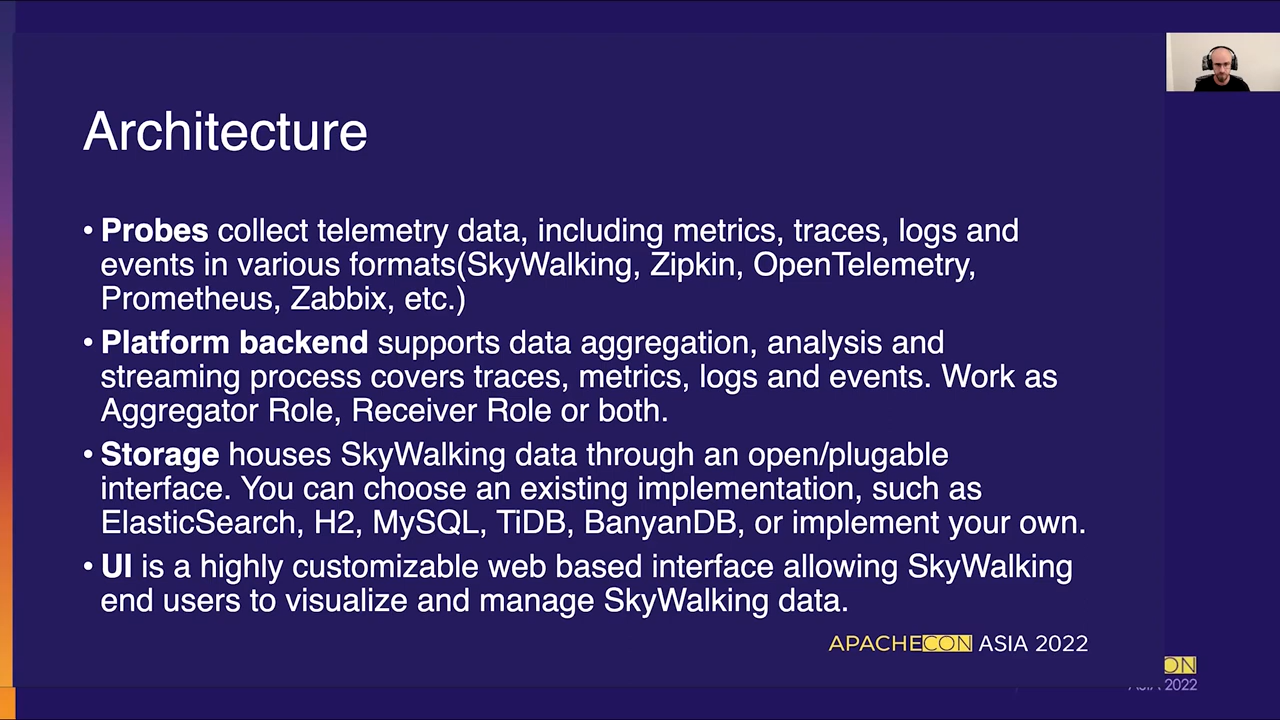 Architecture
• Probes collect telemetry data, including metrics, traces, logs and
events in various formats(SkyWalking, Zipkin, OpenTelemetry,
Prometheus, Zabbix, etc.)
• Platform backend supports data aggregation, analysis and
streaming process covers traces, metrics, logs and events. Work as
Aggregator Role, Receiver Role or both.
• Storage houses SkyWalking data through an open/plugable
interface. You can choose an existing implementation, such as
ElasticSearch, H2, MySQL, TiDB, BanyanDB, or implement your own.
• UI is a highly customizable web based interface allowing SkyWalking
end users to visualize and manage SkyWalking data.
APACHECON ASIA 2022
ON
ASIA 2022